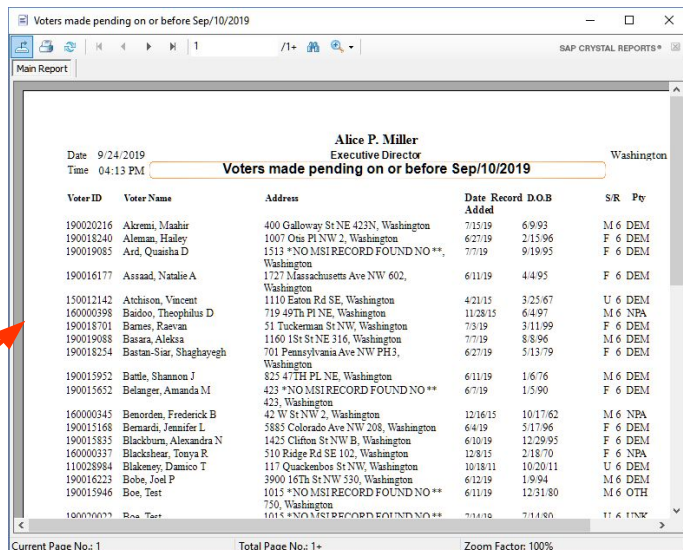 Voters made pending on or before Sep/10/2019
1 /1+ SAP CRYSTAL REPORTS®
Main Report
Alice P. Miller
Date 9/24/2019 Executive Director Washington
Time 04:13 PM Voters made pending on or before Sep/10/2019
Voter ID Voter Name Address Date Record D.O.B S/R Pty
Added
190020216 Akremi, Maahir 400 Galloway St NE 423N, Washington 7/15/19 6/9/93 M 6 DEM
190018240 Aleman, Hailey 1007 Otis Pl NW 2, Washington 6/27/19 2/15/96 F 6 DEM
190019085 Ard, Quaisha D 1513 *NO MSI RECORD FOUND NO **, 7/7/19 9/19/95 F 6 DEM
Washington
190016177 Assaad, Natalie A 1727 Massachusetts Ave NW 602, 6/11/19 4/4/95 F 6 DEM
Washington
150012142 Atchison, Vincent 1110 Eaton Rd SE, Washington 4/21/15 3/25/67 U 6 DEM
160000398 Baidoo, Theophilus D 719 49Th Pl NE, Washington 11/28/15 6/4/97 M 6 NPA
190018701 Barnes, Raevan 51 Tuckerman St NW, Washington 7/3/19 3/11/99 F 6 DEM
190019088 Basara, Aleksa 1160 1St St NE 316, Washington 7/7/19 8/8/96 M 6 DEM
190018254 Bastan-Siar, Shaghayegh 701 Pennsylvania Ave NW PH3, 6/27/19 5/13/79 F 6 DEM
Washington
190015952 Battle, Shannon J 825 47TH PL NE, Washington 6/11/19 1/6/76 M 6 DEM
190015652 Belanger, Amanda M 423 *NO MSI RECORD FOUND NO ** 6/7/19 1/5/90 F 6 DEM
423, Washington
160000345 Benorden, Frederick B 42 W St NW 2, Washington 12/16/15 10/17/62 M 6 NPA
190015168 Bernardi, Jennifer L 5885 Colorado Ave NW 208, Washington 6/4/19 5/17/96 F 6 DEM
190015835 Blackburn, Alexandra N 1425 Clifton St NW B, Washington 6/10/19 12/29/95 F 6 DEM
160000337 Blackshear, Tonya R 510 Ridge Rd SE 102, Washington 12/8/15 2/18/70 F 6 NPA
110028984 Blakeney, Damico T 117 Quackenbos St NW, Washington 10/18/11 10/20/11 U 6 DEM
190016223 Bobe, Joel P 3900 16Th St NW 530, Washington 6/12/19 1/9/94 M 6 DEM
190015946 Boe, Test 1015 *NO MSI RECORD FOUND NO ** 6/11/19 12/31/80 M 6 OTH
750, Washington
190020022 Boe, Test 1015 *NO MSI RECORD FOUND NO ** 7/14/19 7/14/80 U 6 UNK
Current Page No.: 1 Total Page No.: 1+ Zoom Factor: 100%